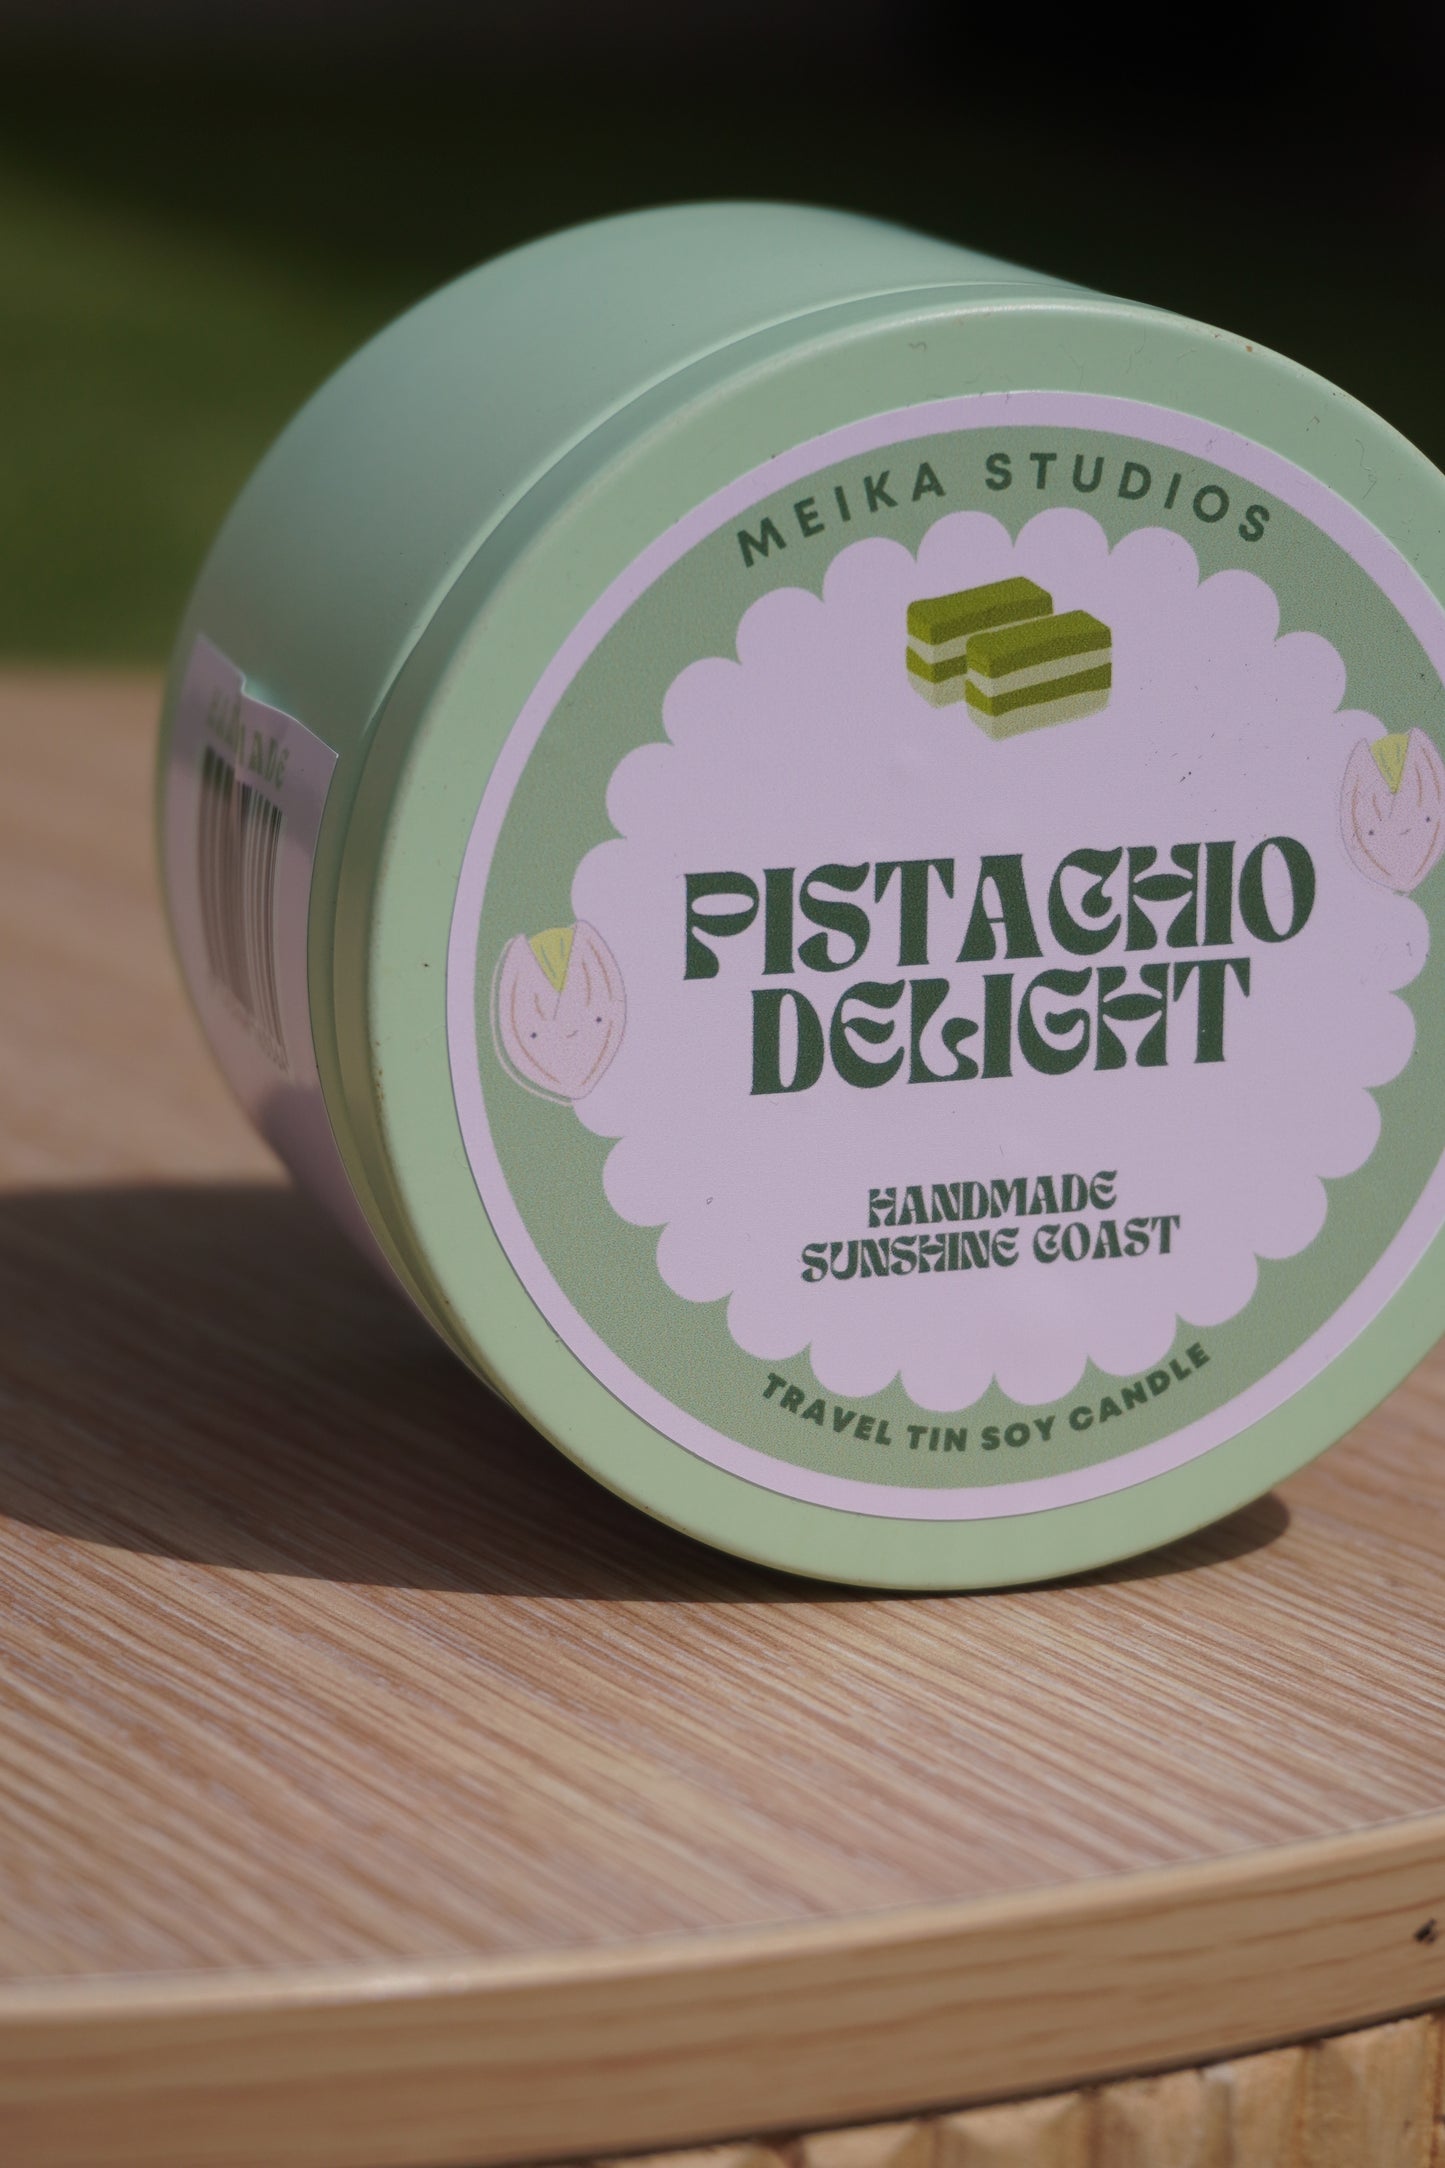 MEIKA STUDIOS
PISTACHIO
DELIGHT
HANDMADE
SUNSHINE COAST
TRAVEL TIN SOY CANDLE